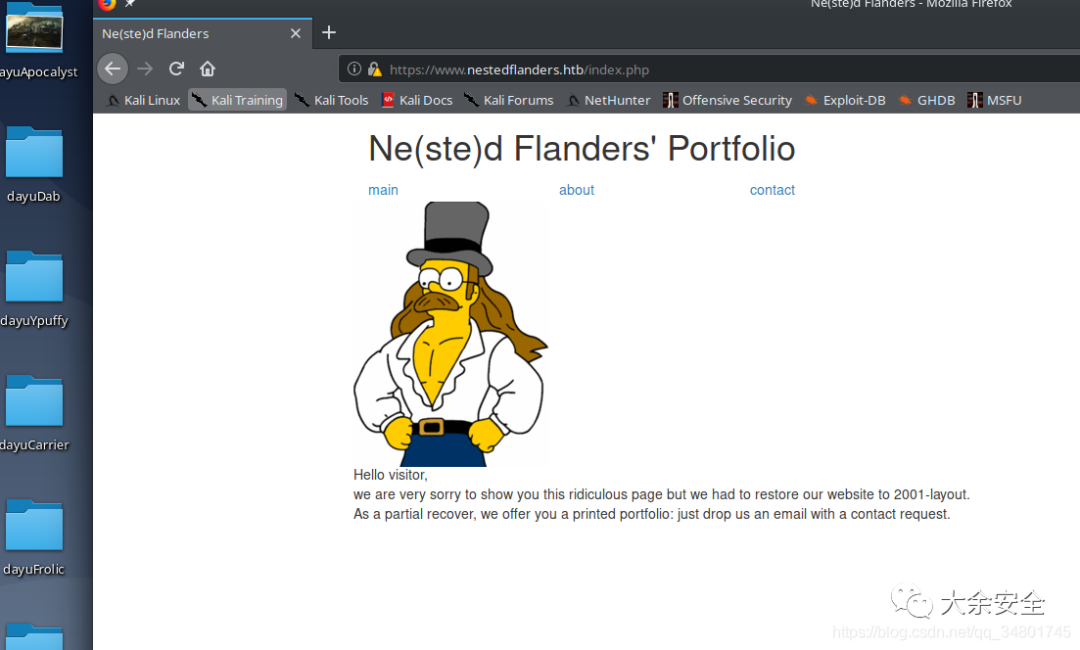 Ne(ste)d Flanders - Mozilla Firefox
Ne(ste)d Flanders
https://www.nestedflanders.htb/index.php
Kali Linux Kali Training Kali Tools Kali Docs Kali Forums NetHunter Offensive Security Exploit-DB GHDB MSFU
ayuApocalyst
dayuDab
dayuYpuffy
dayuCarrier
dayuFrolic
Ne(ste)d Flanders' Portfolio
main about contact
Hello visitor,
we are very sorry to show you this ridiculous page but we had to restore our website to 2001-layout.
As a partial recover, we offer you a printed portfolio: just drop us an email with a contact request.
大余安全
https://blog.csdn.net/qq_34801745